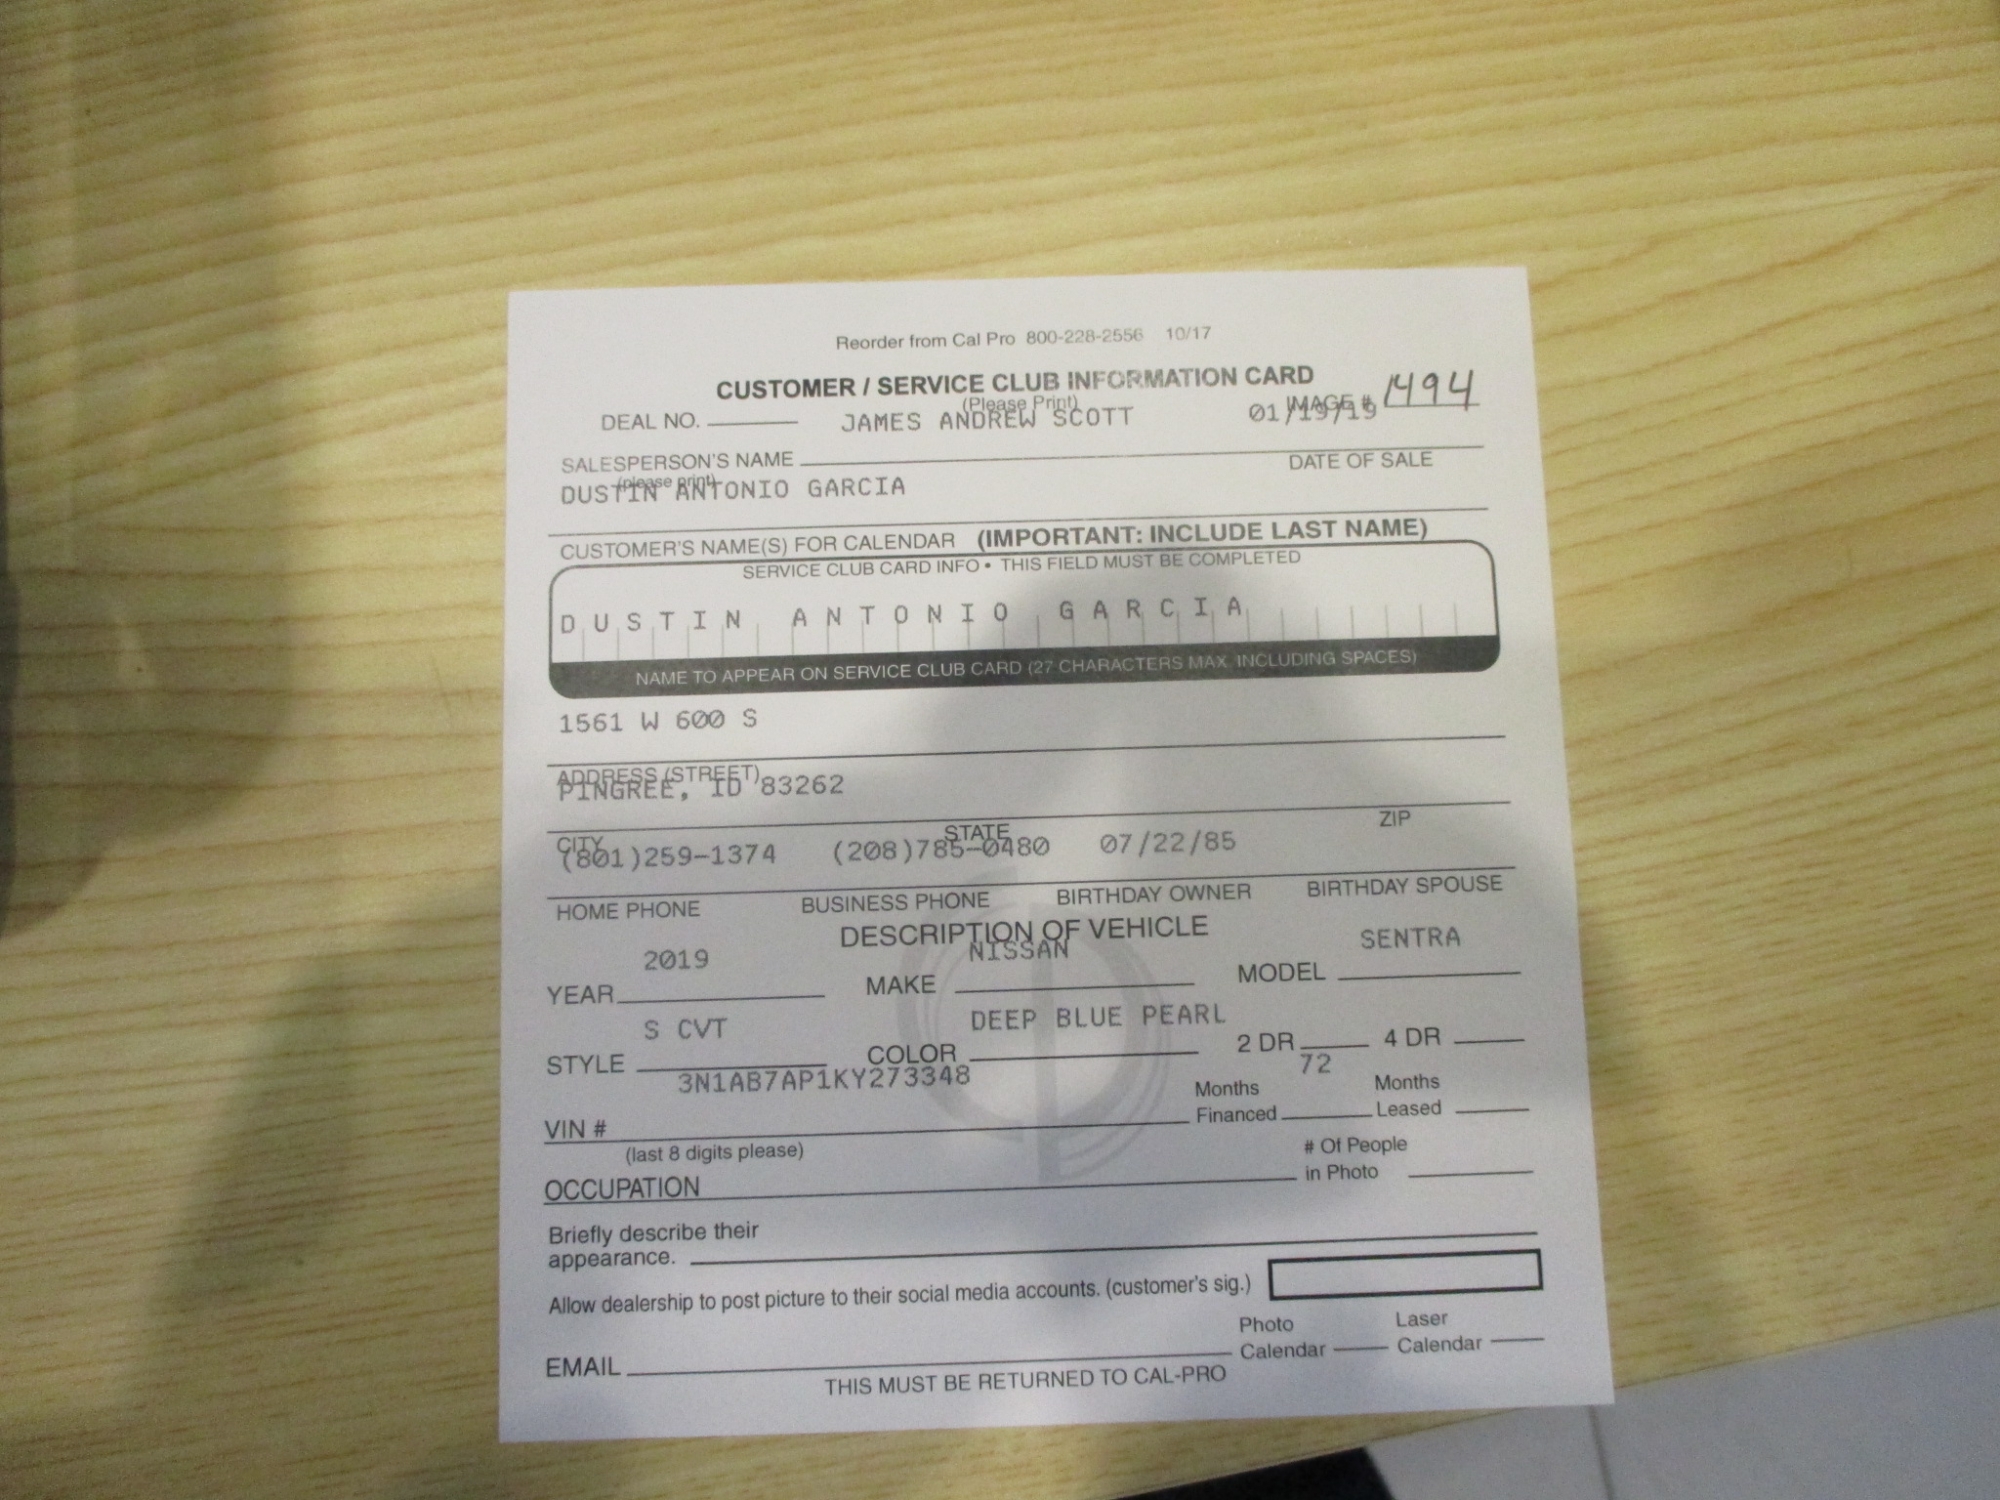 Reorder from Cal Pro 800-228-2556 10/17
CUSTOMER / SERVICE CLUB INFORMATION CARD
(Please Print)
IMAGE # 1494
DEAL NO. JAMES ANDREW SCOTT 01/19/19
SALESPERSON'S NAME DATE OF SALE
(please print)
DUSTIN ANTONIO GARCIA
CUSTOMER'S NAME(S) FOR CALENDAR (IMPORTANT: INCLUDE LAST NAME)
SERVICE CLUB CARD INFO • THIS FIELD MUST BE COMPLETED
DUSTIN ANTONIO GARCIA
NAME TO APPEAR ON SERVICE CLUB CARD (27 CHARACTERS MAX. INCLUDING SPACES)
1561 W 600 S
ADDRESS (STREET)
PINGREE, ID 83262
CITY STATE ZIP
(801)259-1374 (208)785-0480 07/22/85
HOME PHONE BUSINESS PHONE BIRTHDAY OWNER BIRTHDAY SPOUSE
DESCRIPTION OF VEHICLE
2019 NISSAN SENTRA
YEAR MAKE MODEL
S CVT DEEP BLUE PEARL
STYLE COLOR 2 DR 4 DR
3N1AB7AP1KY273348 72
VIN # Months Financed Months Leased
(last 8 digits please)
OCCUPATION # Of People in Photo
Briefly describe their
appearance.
Allow dealership to post picture to their social media accounts. (customer's sig.)
EMAIL Photo Calendar Laser Calendar
THIS MUST BE RETURNED TO CAL-PRO